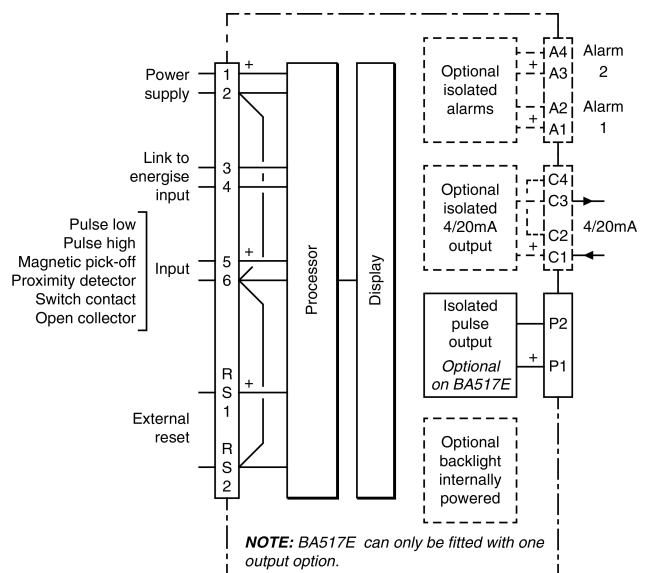 Power
supply
1
+
2
Link to
energise
input
3
4
Pulse low
Pulse high
Magnetic pick-off
Proximity detector
Switch contact
Open collector
Input
5
+
6
External
reset
R
S
1
+
R
S
2
Processor
Display
Optional
isolated
alarms
A4
+
A3
Alarm
2
A2
+
A1
Alarm
1
Optional
isolated
4/20mA
output
C4
C3
C2
+
C1
4/20mA
Isolated
pulse
output
Optional
on BA517E
P2
+
P1
Optional
backlight
internally
powered
NOTE: BA517E can only be fitted with one
output option.